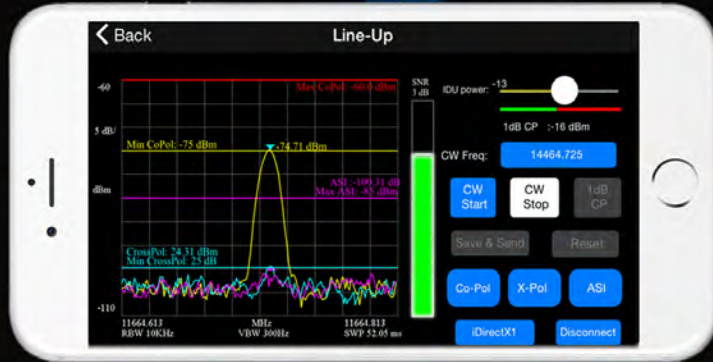 Back
Line-Up
-60
Max CoPol: -60.0 dBm
SNR
3 dB
IDU power:
-13
1dB CP :-16 dBm
5 dB/
Min CoPol: -75 dBm
-74.71 dBm
CW Freq:
14464.725
dBm
ASI :-100.31 dB
Max ASI: -85 dBm
CW Start
CW Stop
1dB CP
Save & Send
Reset
CrossPol: 24.31 dBm
Min CrossPol: 25 dB
Co-Pol
X-Pol
ASI
-110
11664.613
MHz
11664.813
RBW 10KHz
VBW 300Hz
SWP 52.05 ms
iDirectX1
Disconnect